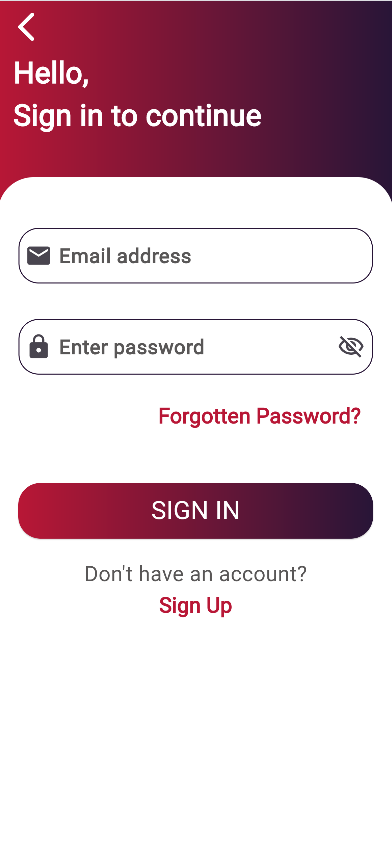 Hello,
Sign in to continue
Email address
Enter password
Forgotten Password?
SIGN IN
Don't have an account?
Sign Up